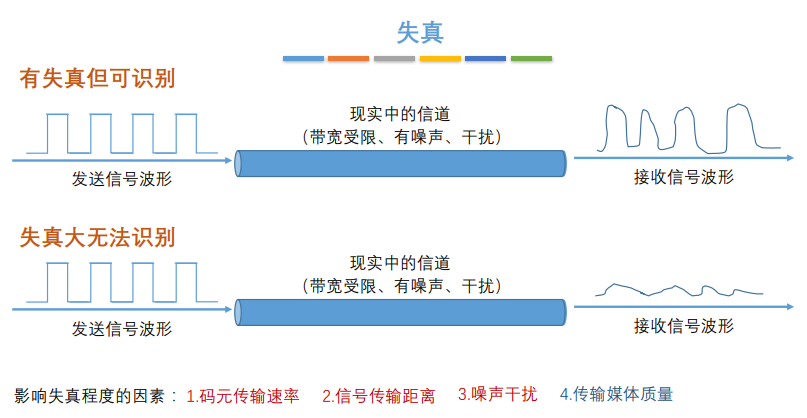 失真
有失真但可识别
现实中的信道
（带宽受限、有噪声、干扰）
发送信号波形
接收信号波形
失真大无法识别
现实中的信道
（带宽受限、有噪声、干扰）
发送信号波形
接收信号波形
影响失真程度的因素：1.码元传输速率 2.信号传输距离 3.噪声干扰 4.传输媒体质量